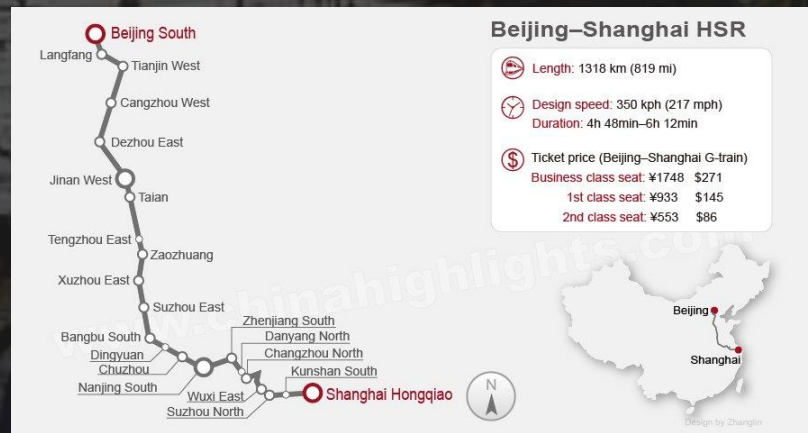 Beijing–Shanghai HSR
Length: 1318 km (819 mi)
Design speed: 350 kph (217 mph)
Duration: 4h 48min–6h 12min
Ticket price (Beijing–Shanghai G-train)
Business class seat: ¥1748 $271
1st class seat: ¥933 $145
2nd class seat: ¥553 $86
Beijing South
Langfang
Tianjin West
Cangzhou West
Dezhou East
Jinan West
Taian
Tengzhou East
Zaozhuang
Xuzhou East
Suzhou East
Bangbu South
Dingyuan
Chuzhou
Nanjing South
Zhenjiang South
Danyang North
Changzhou North
Wuxi East
Suzhou North
Kunshan South
Shanghai Hongqiao
N
Beijing
Shanghai
www.chinahighlights.com
Design by Zhanglin
$